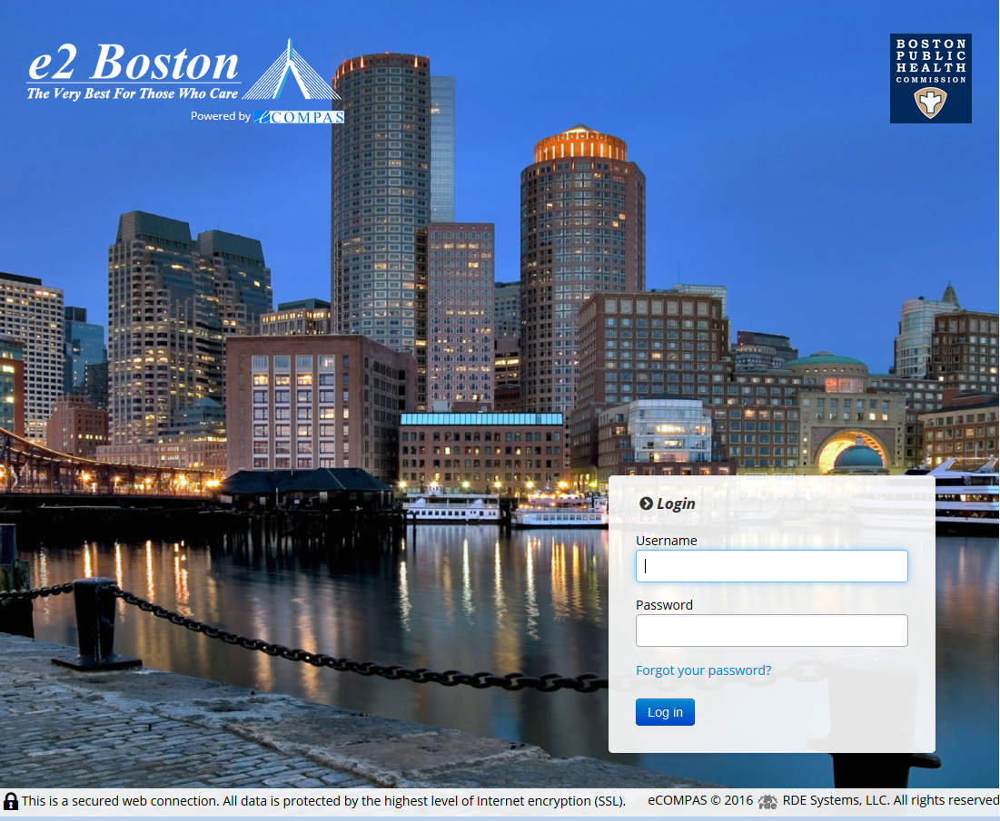 e2 Boston
The Very Best For Those Who Care
Powered by eCOMPAS
BOSTON
PUBLIC
HEALTH
COMMISSION
Login
Username
Password
Forgot your password?
Log in
This is a secured web connection. All data is protected by the highest level of Internet encryption (SSL).
eCOMPAS © 2016 rde RDE Systems, LLC. All rights reserved